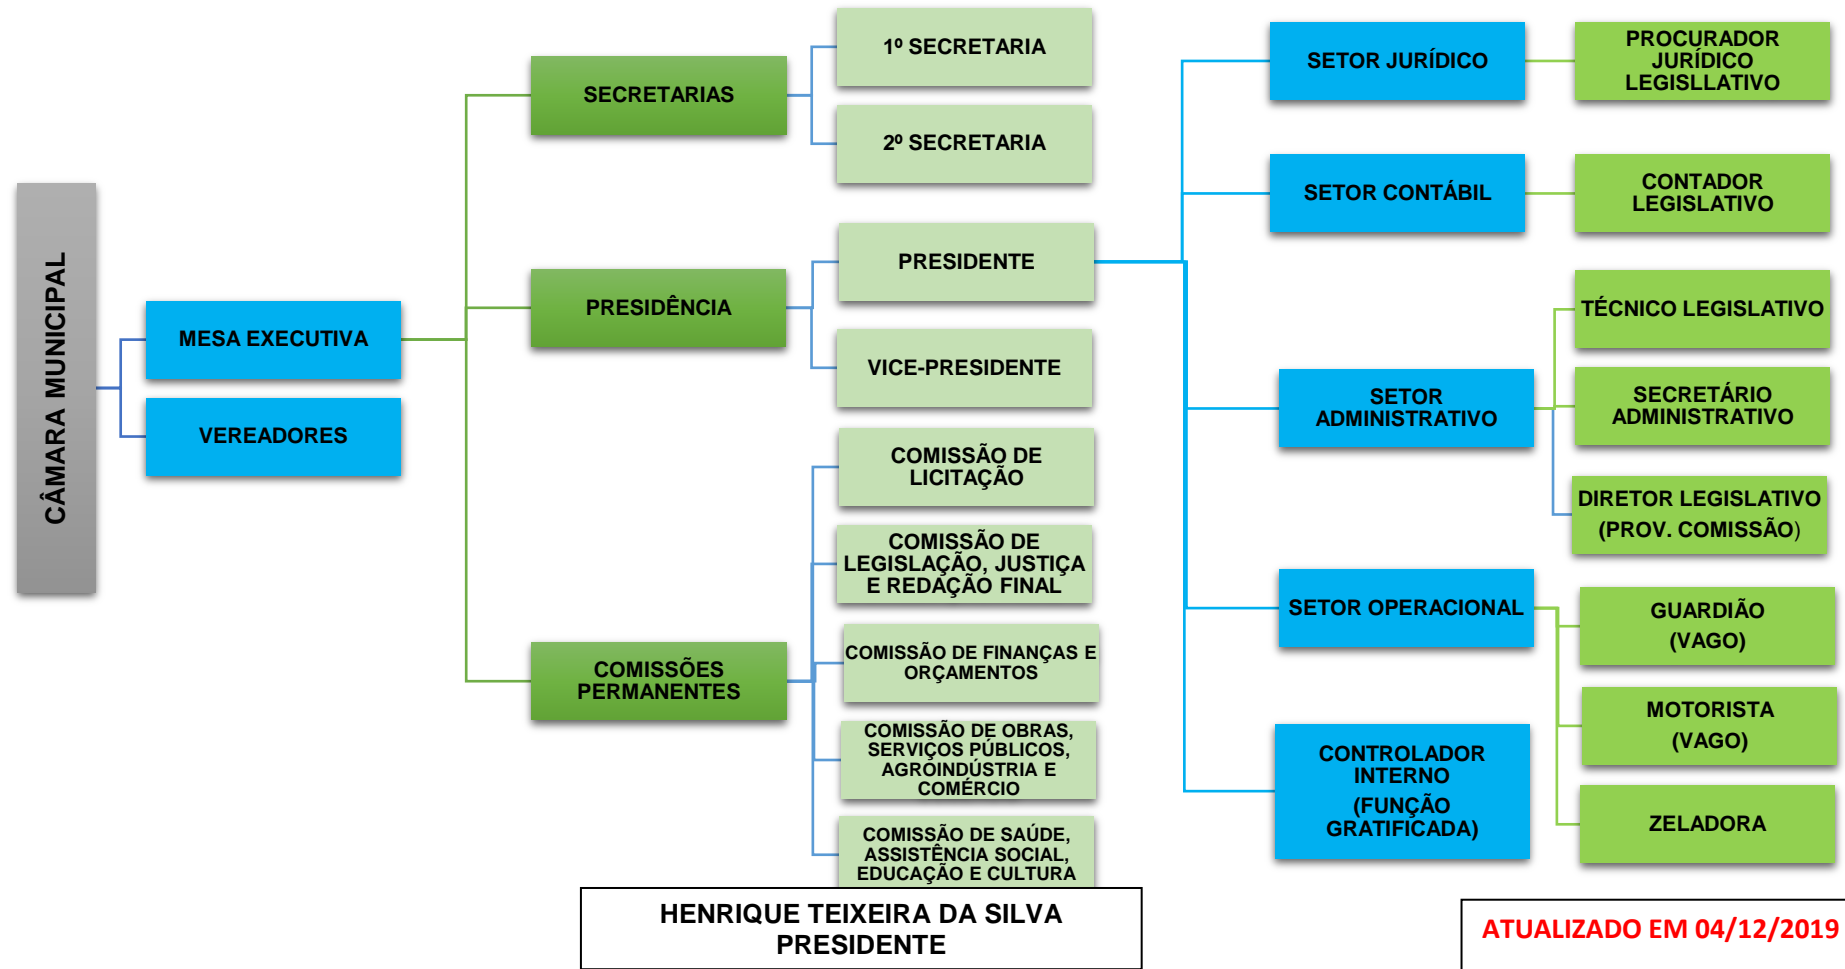 CÂMARA MUNICIPAL
MESA EXECUTIVA
VEREADORES
SECRETARIAS
PRESIDÊNCIA
COMISSÕES
PERMANENTES
1º SECRETARIA
2º SECRETARIA
PRESIDENTE
VICE-PRESIDENTE
COMISSÃO DE
LICITAÇÃO
COMISSÃO DE
LEGISLAÇÃO, JUSTIÇA
E REDAÇÃO FINAL
COMISSÃO DE FINANÇAS E
ORÇAMENTOS
COMISSÃO DE OBRAS,
SERVIÇOS PÚBLICOS,
AGROINDÚSTRIA E
COMÉRCIO
COMISSÃO DE SAÚDE,
ASSISTÊNCIA SOCIAL,
EDUCAÇÃO E CULTURA
SETOR JURÍDICO
SETOR CONTÁBIL
SETOR
ADMINISTRATIVO
SETOR OPERACIONAL
CONTROLADOR
INTERNO
(FUNÇÃO
GRATIFICADA)
PROCURADOR
JURÍDICO
LEGISLLATIVO
CONTADOR
LEGISLATIVO
TÉCNICO LEGISLATIVO
SECRETÁRIO
ADMINISTRATIVO
DIRETOR LEGISLATIVO
(PROV. COMISSÃO)
GUARDIÃO
(VAGO)
MOTORISTA
(VAGO)
ZELADORA
HENRIQUE TEIXEIRA DA SILVA
PRESIDENTE
ATUALIZADO EM 04/12/2019